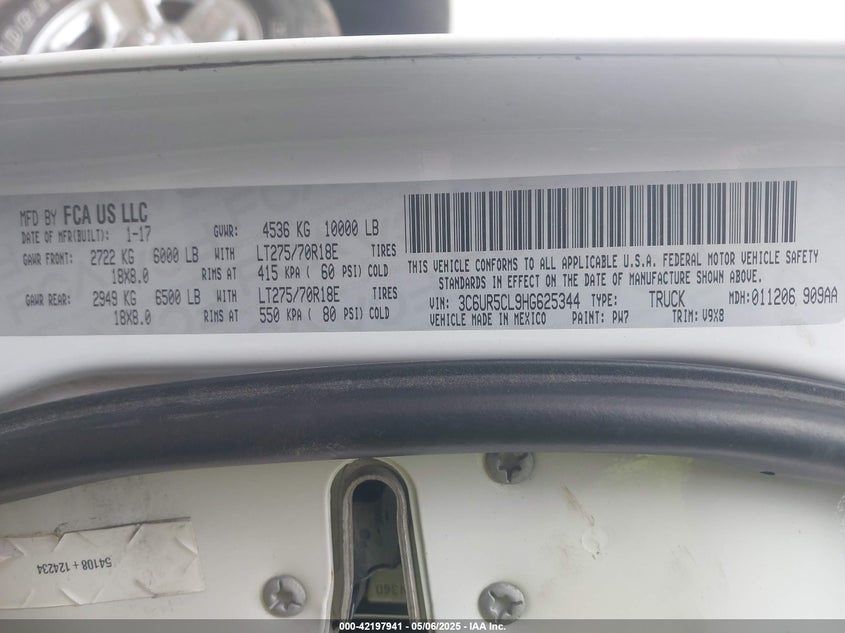 MFD BY FCA US LLC
DATE OF MFR(BUILT): 1-17 GVWR: 4536 KG 10000 LB
GAWR FRONT: 2722 KG 6000 LB WITH LT275/70R18E TIRES
18X8.0 RIMS AT 415 KPA ( 60 PSI) COLD
GAWR REAR: 2949 KG 6500 LB WITH LT275/70R18E TIRES
18X8.0 RIMS AT 550 KPA ( 80 PSI) COLD
THIS VEHICLE CONFORMS TO ALL APPLICABLE U.S.A. FEDERAL MOTOR VEHICLE SAFETY
STANDARDS IN EFFECT ON THE DATE OF MANUFACTURE SHOWN ABOVE.
VIN: 3C6UR5CL9HG625344 TYPE: TRUCK MDH: 011206 909AA
VEHICLE MADE IN MEXICO PAINT: PW7 TRIM: V9X8
54108 + 124234
000-42197941 - 05/06/2025 - IAA Inc.